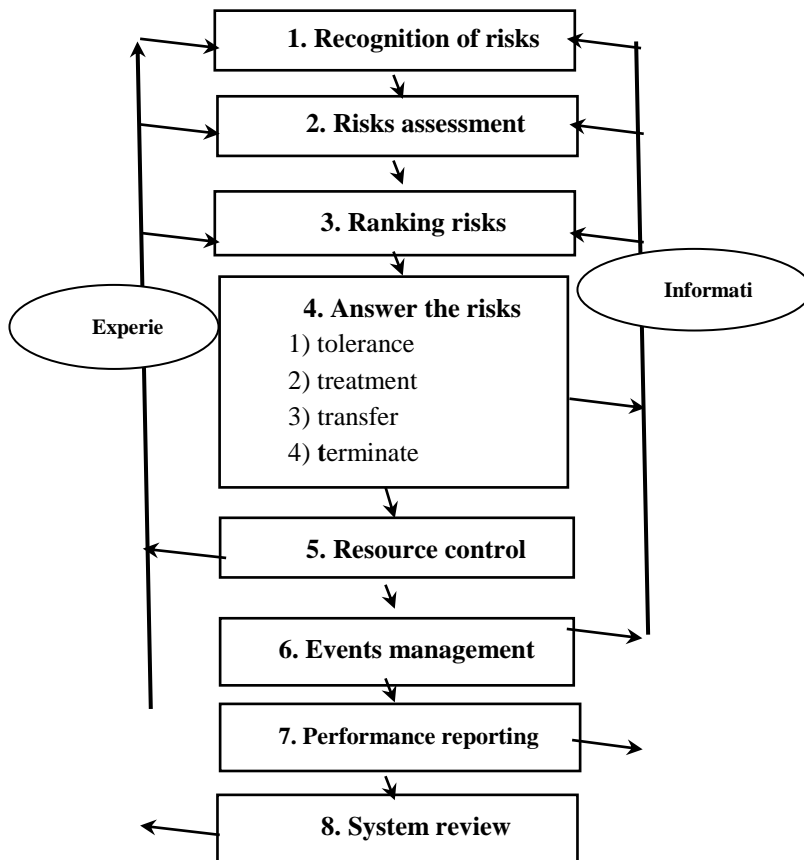 1. Recognition of risks
2. Risks assessment
3. Ranking risks
Informati
Experie
4. Answer the risks
1) tolerance
2) treatment
3) transfer
4) terminate
5. Resource control
6. Events management
7. Performance reporting
8. System review